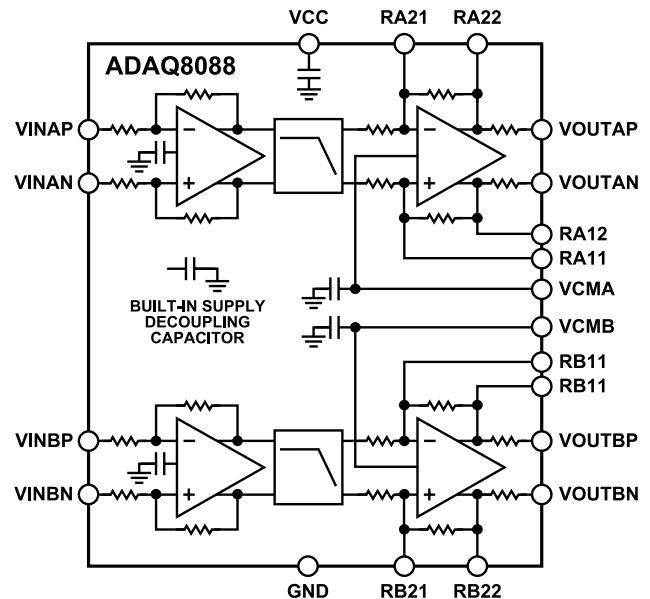 VCC RA21 RA22
ADAQ8088
VINAP
VOUTAP
VINAN
VOUTAN
RA12
RA11
BUILT-IN SUPPLY
DECOUPLING
CAPACITOR
VCMA
VCMB
RB11
RB11
VINBP
VOUTBP
VINBN
VOUTBN
GND RB21 RB22